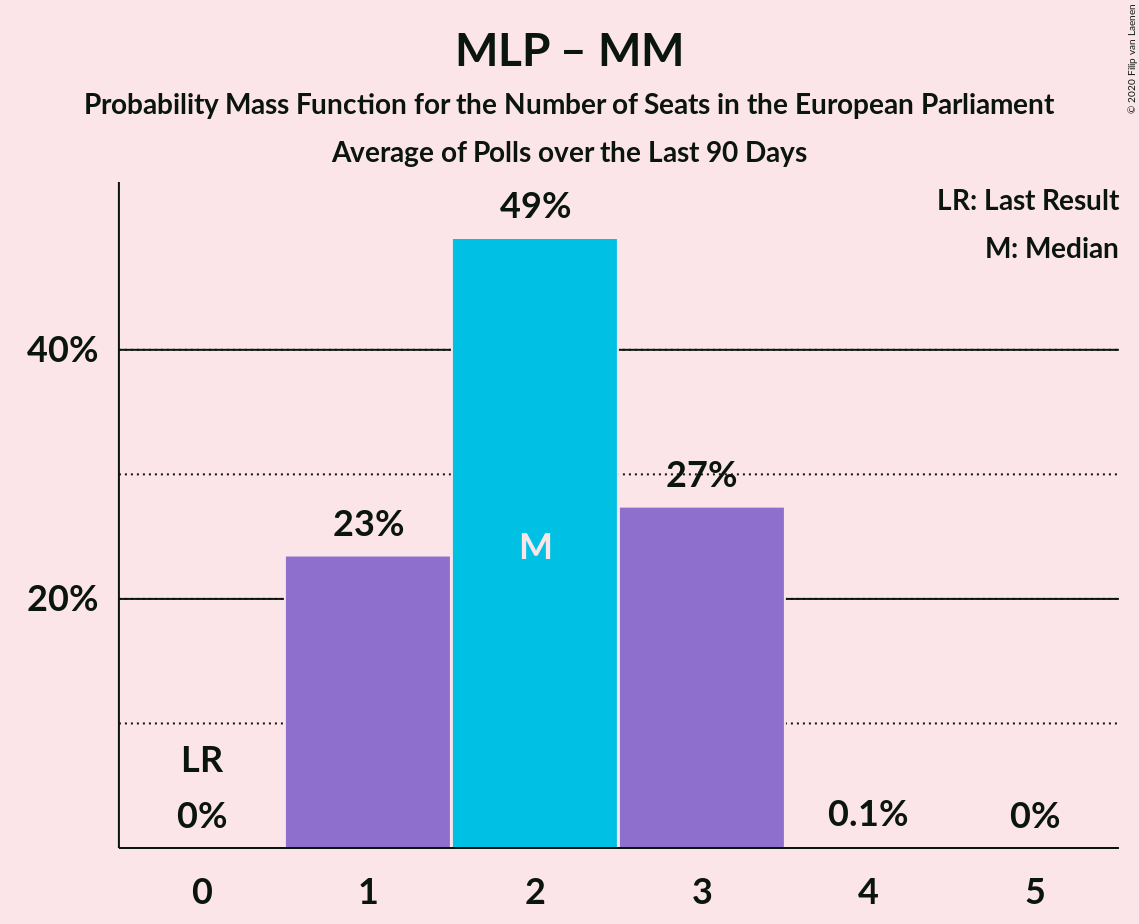 MLP – MM
Probability Mass Function for the Number of Seats in the European Parliament
Average of Polls over the Last 90 Days
© 2020 Filip van Laenen
LR: Last Result
M: Median
49%
40%
27%
23%
M
20%
LR
0%
0.1%
0%
0 1 2 3 4 5